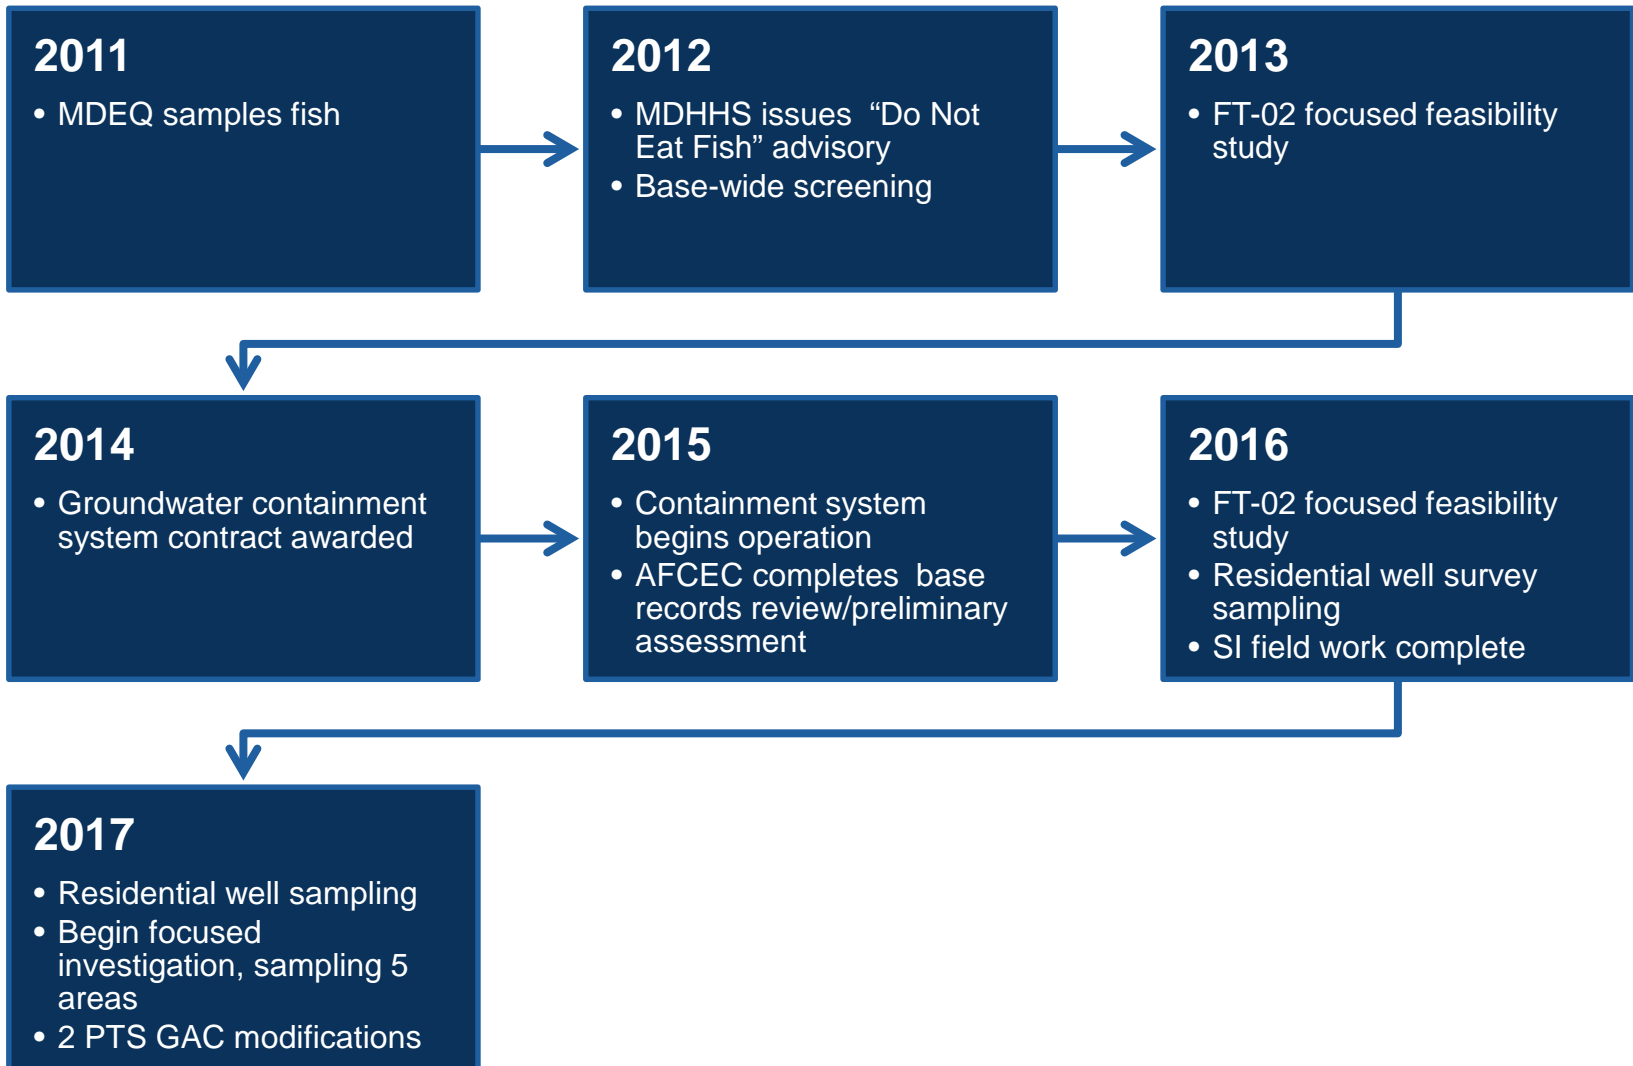 2011
• MDEQ samples fish
2012
• MDHHS issues “Do Not
Eat Fish” advisory
• Base-wide screening
2013
• FT-02 focused feasibility
study
2014
• Groundwater containment
system contract awarded
2015
• Containment system
begins operation
• AFCEC completes base
records review/preliminary
assessment
2016
• FT-02 focused feasibility
study
• Residential well survey
sampling
• SI field work complete
2017
• Residential well sampling
• Begin focused
investigation, sampling 5
areas
• 2 PTS GAC modifications